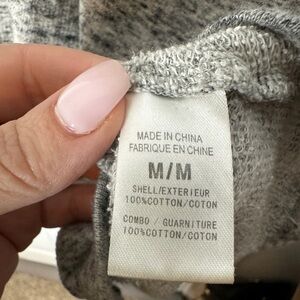 MADE IN CHINA
FABRIQUE EN CHINE
M/M
SHELL/EXTERIEUR
100%COTTON/COTON
COMBO / GUARNITURE
100%COTTON/COTON